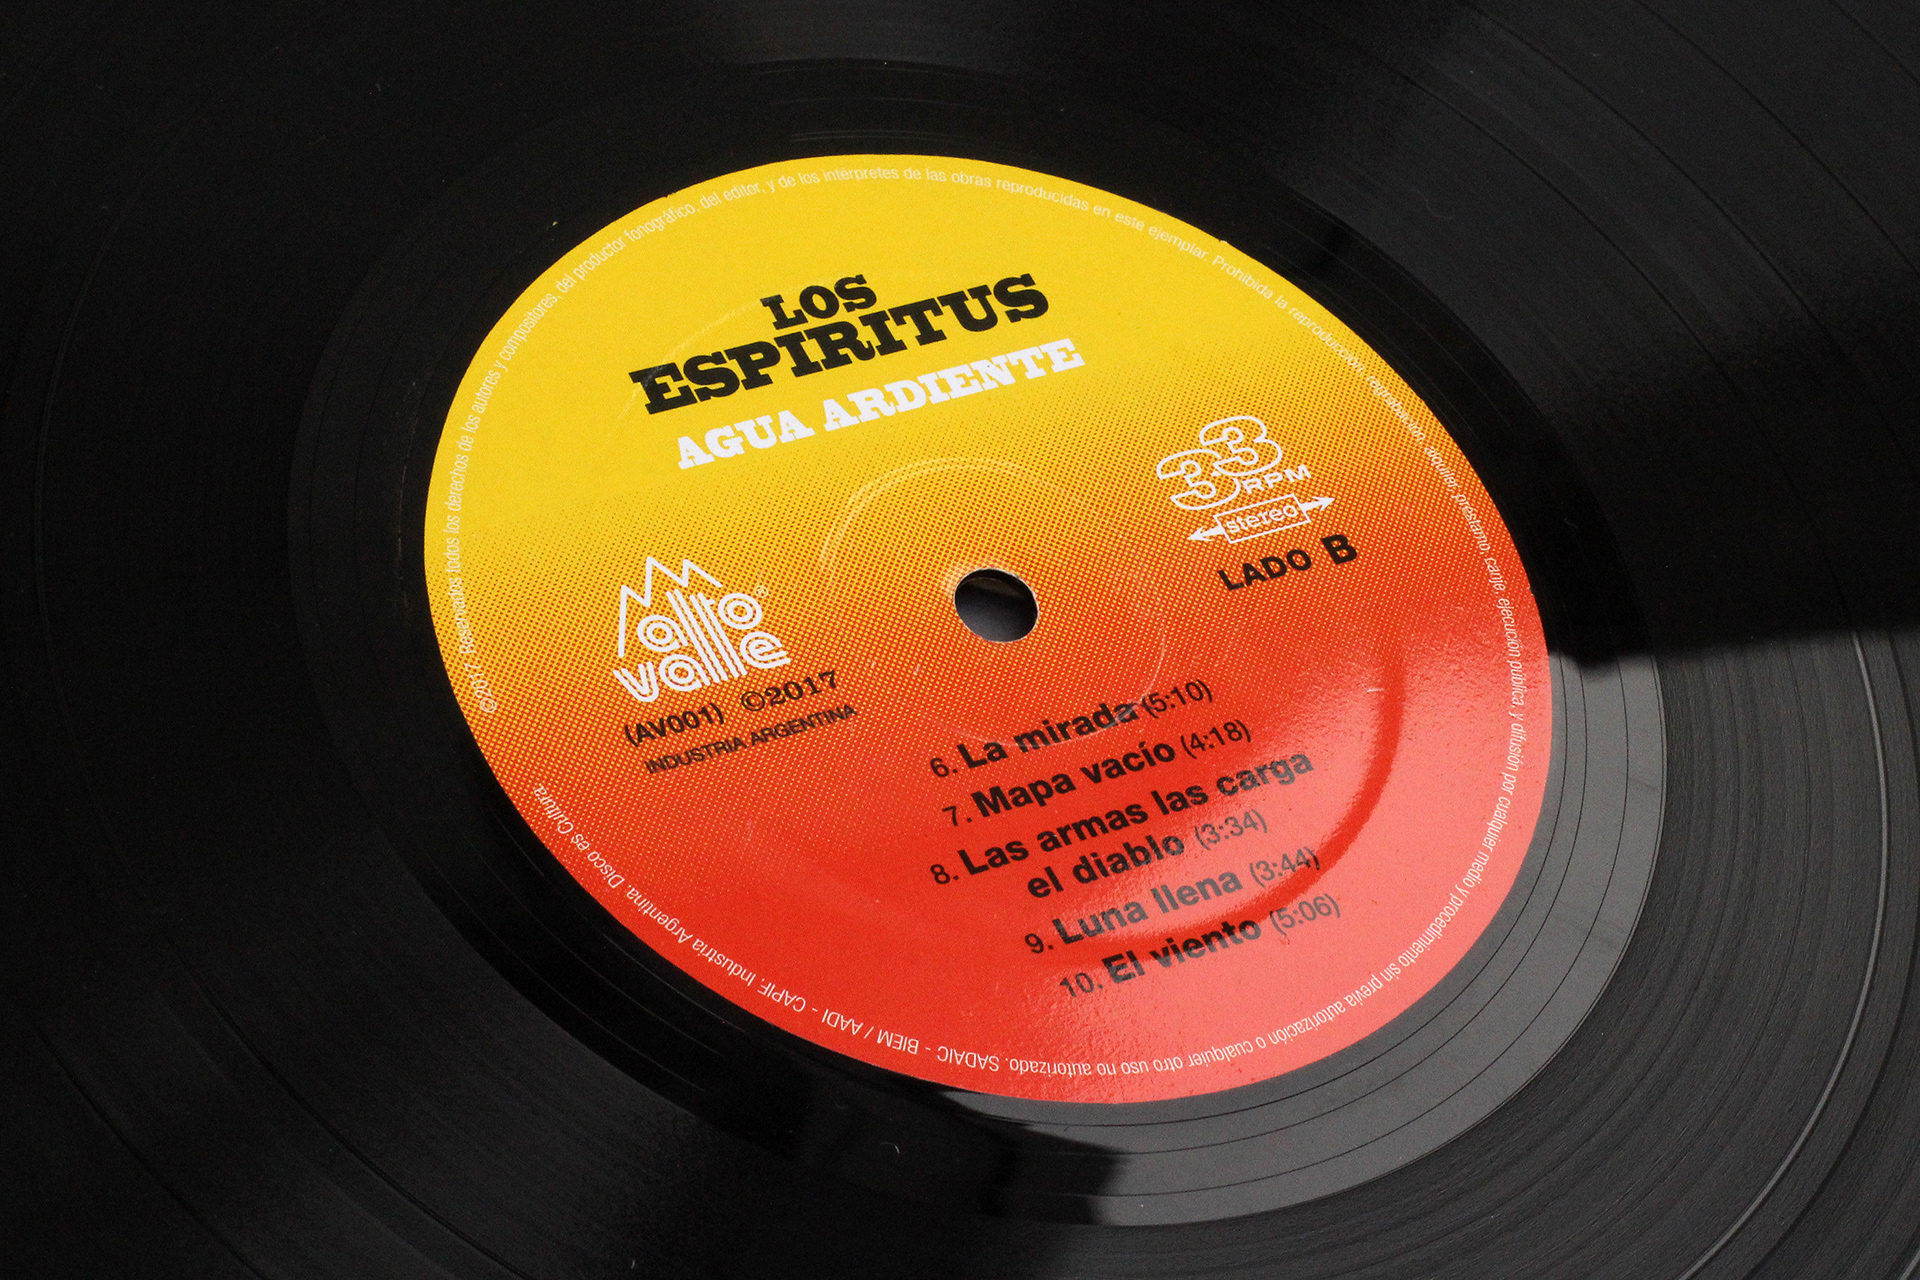 LOS
ESPIRITUS
AGUA ARDIENTE
33
RPM
stereo
LADO B
alto
valle®
(AV001) ©2017
INDUSTRIA ARGENTINA
6. La mirada (5:10)
7. Mapa vacío (4:18)
8. Las armas las carga
el diablo (3:34)
9. Luna llena (3:44)
10. El viento (5:06)
©2017 Reservados todos los derechos de los autores y compositores, del productor fonográfico, del editor, y de los intérpretes de las obras reproducidas en este ejemplar. Prohibida la reproducción, regrabación, alquiler, préstamo, canje, ejecución pública, y difusión por cualquier medio y procedimiento sin previa autorización o cualquier otro uso no autorizado. SADAIC - BIEM / AADI - CAPIF. Industria Argentina. Disco es Cultura.